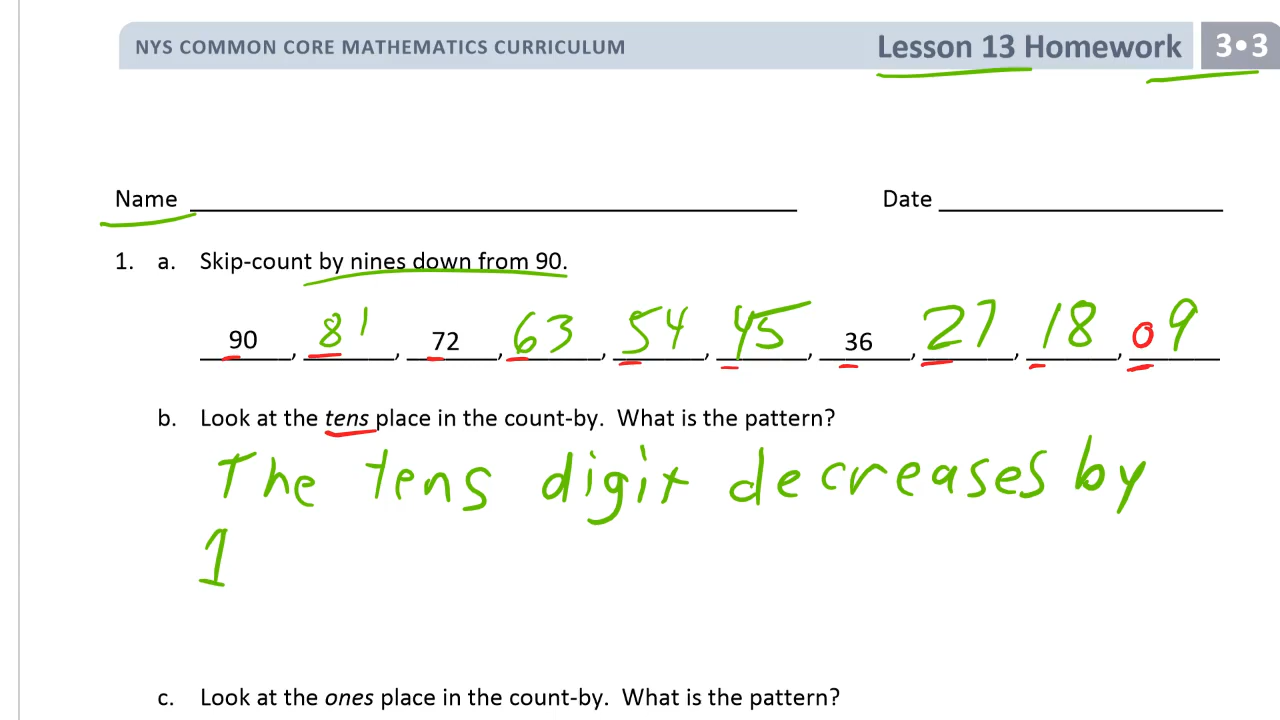 NYS COMMON CORE MATHEMATICS CURRICULUM Lesson 13 Homework 3•3
Name Date
1. a. Skip-count by nines down from 90.
90, 81, 72, 63, 54, 45, 36, 27, 18, 09
b. Look at the tens place in the count-by. What is the pattern?
The tens digit decreases by
1
c. Look at the ones place in the count-by. What is the pattern?